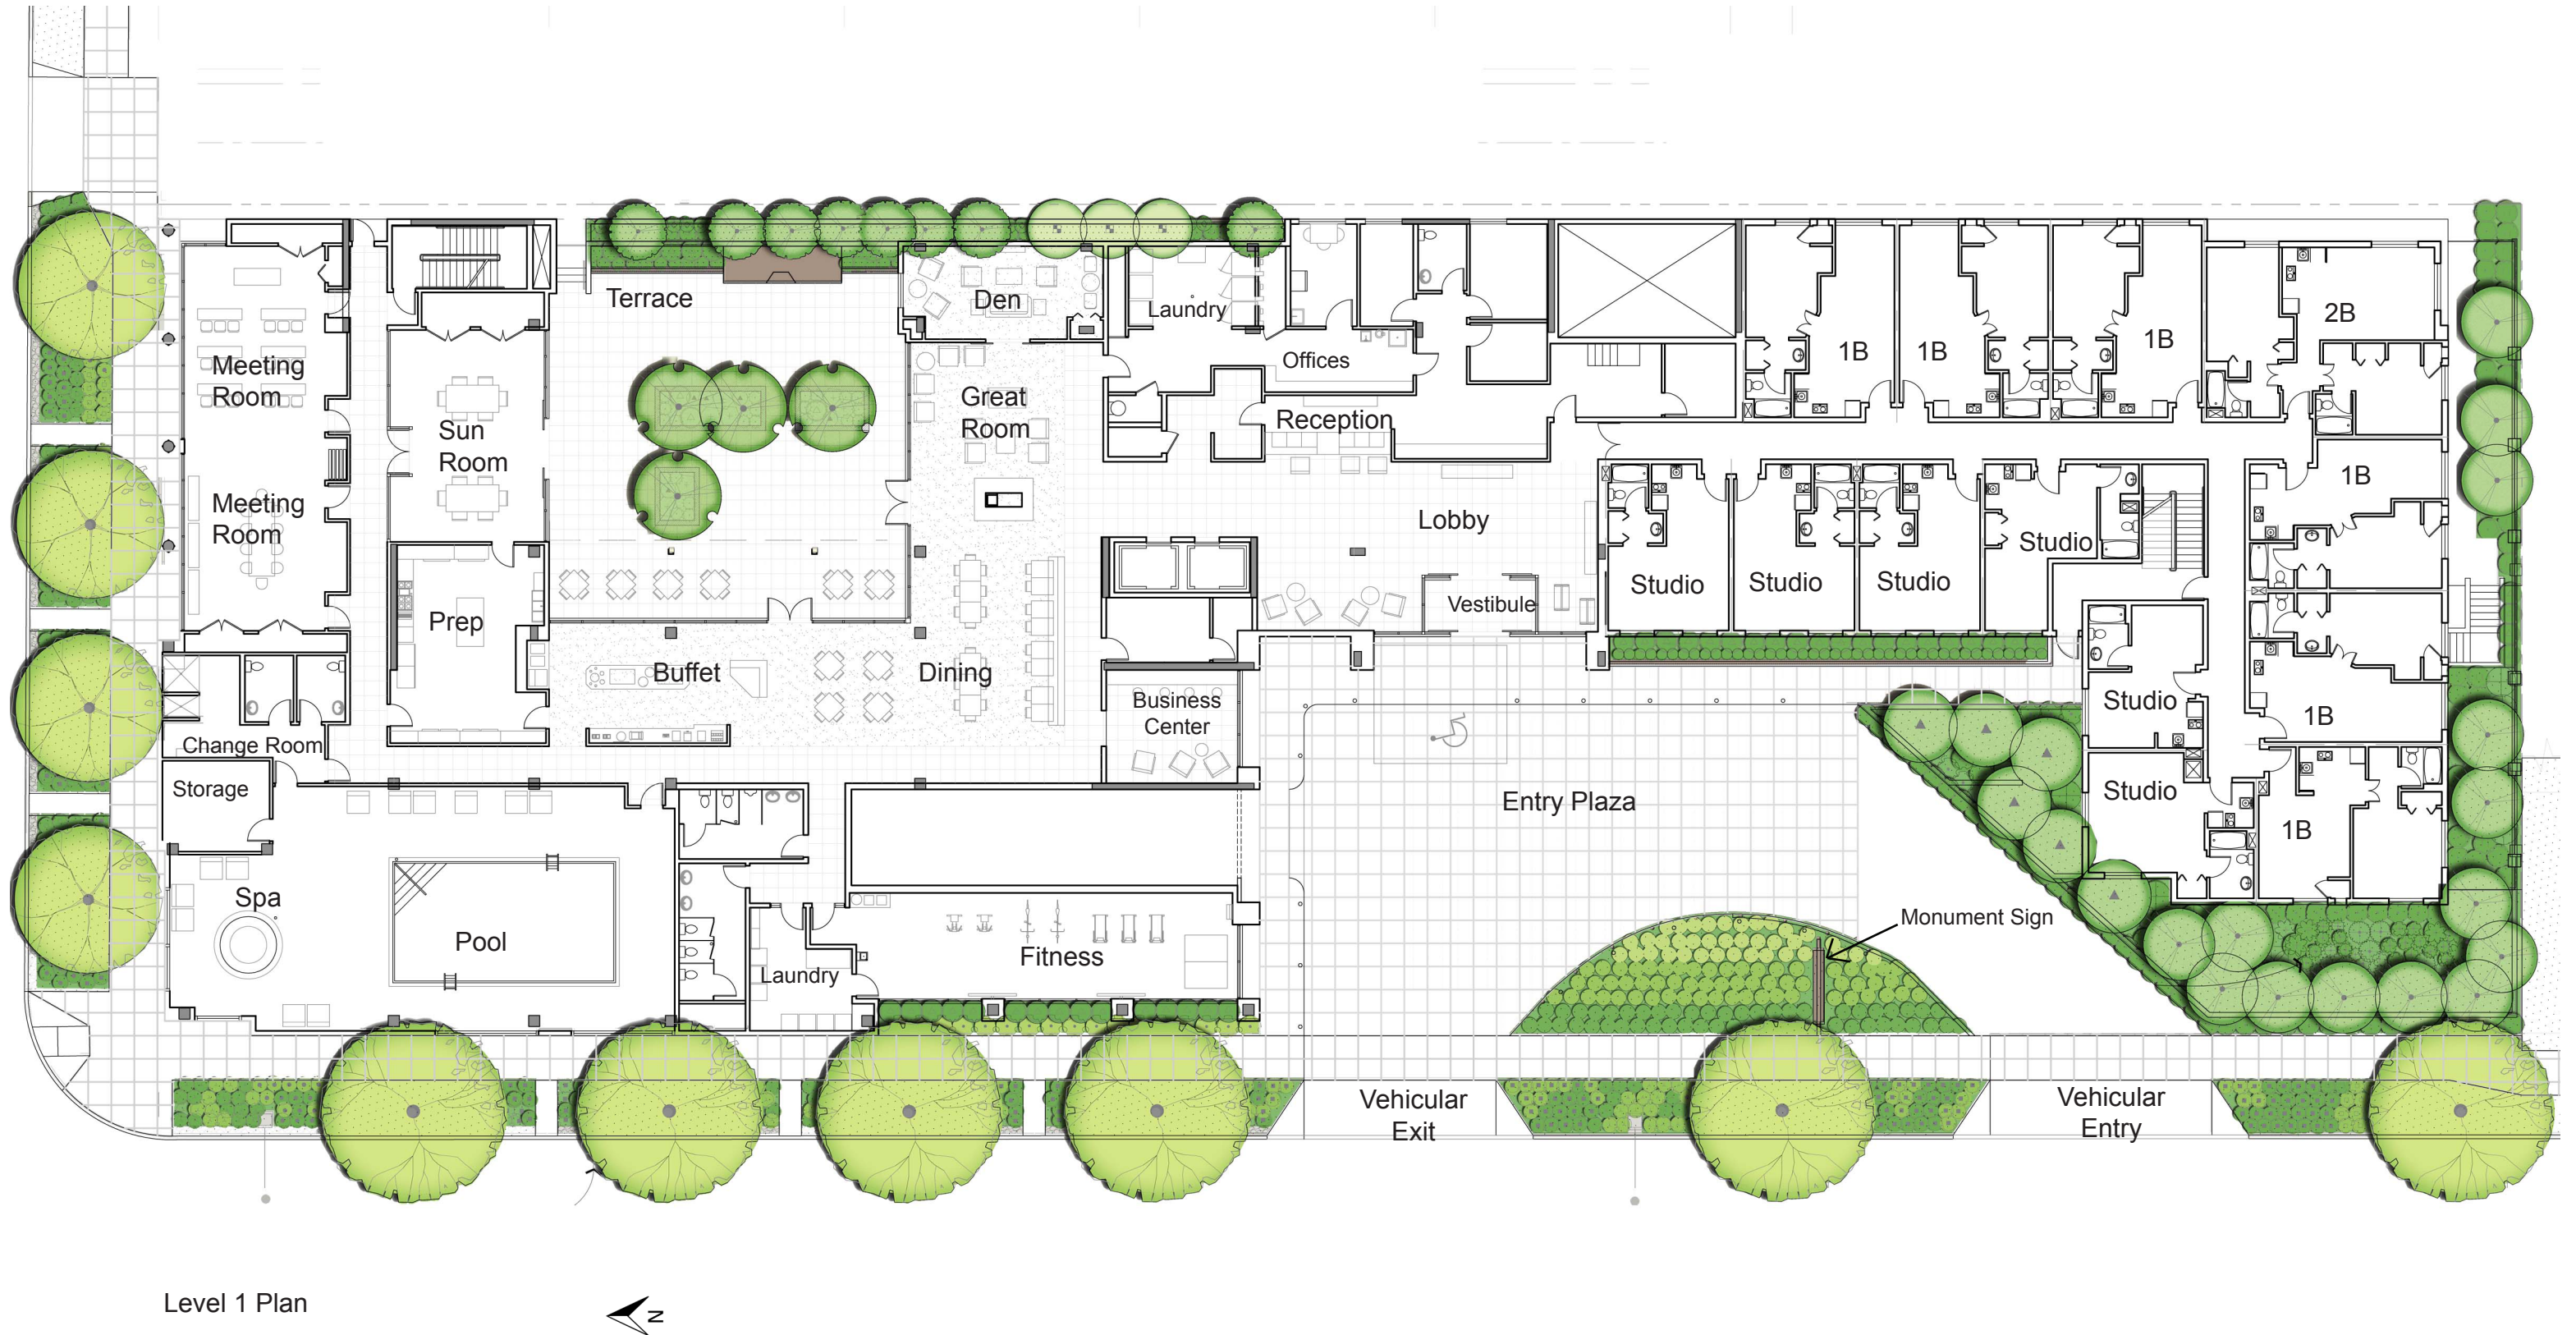 Terrace
Den
Laundry
2B
1B
1B
1B
Meeting
Room
Offices
Great
Room
Reception
Sun
Room
1B
Meeting
Room
Lobby
Studio
Studio
Studio
Studio
Vestibule
Prep
Buffet
Dining
Business
Center
Studio
1B
Change Room
Storage
Entry Plaza
Studio
1B
Spa
Pool
Fitness
Laundry
Monument Sign
Vehicular
Exit
Vehicular
Entry
Level 1 Plan
N